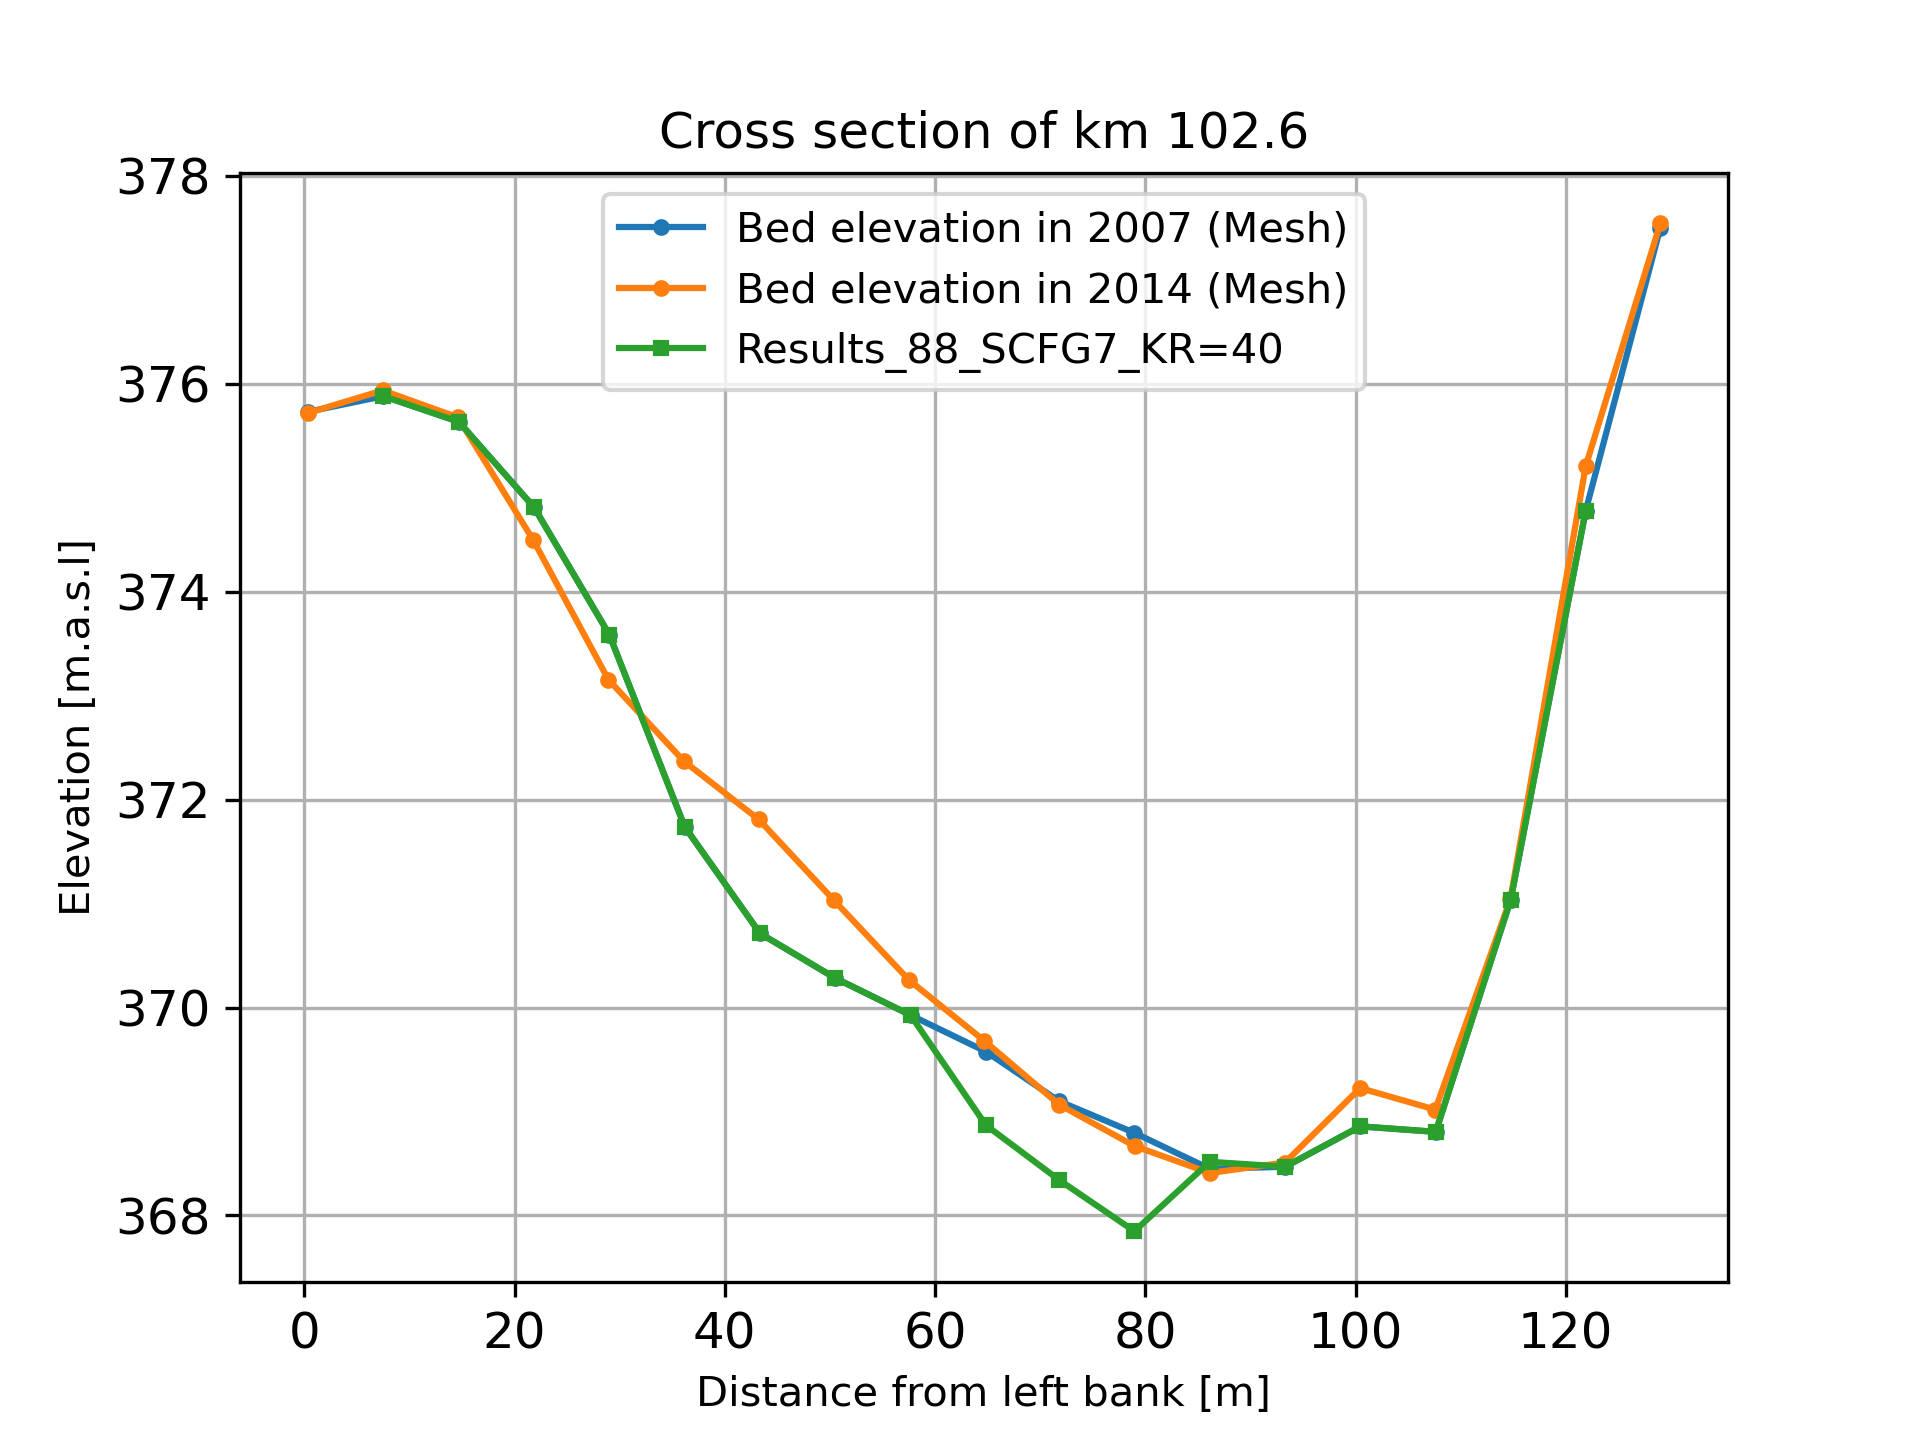 Cross section of km 102.6
378
376
374
372
370
368
Elevation [m.a.s.l]
Bed elevation in 2007 (Mesh)
Bed elevation in 2014 (Mesh)
Results_88_SCFG7_KR=40
0 20 40 60 80 100 120
Distance from left bank [m]